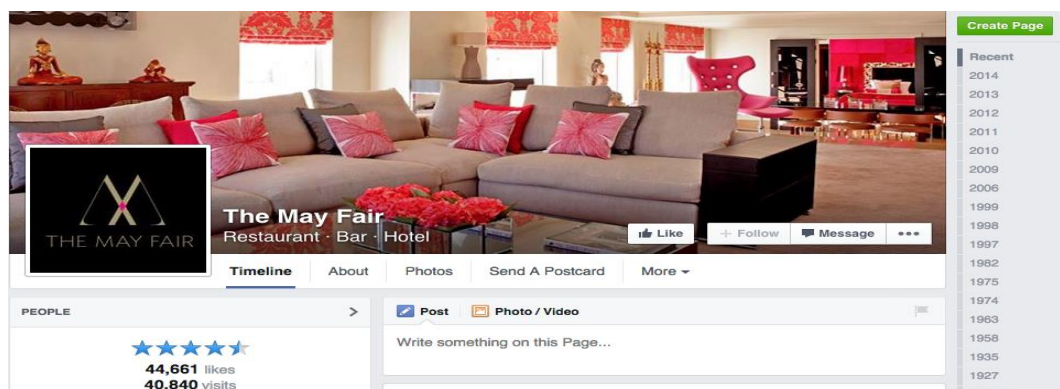 Create Page
Recent
2014
2013
2012
2011
2010
2009
2006
1999
1998
1997
1982
1975
1974
1963
1958
1935
1927
THE MAY FAIR
The May Fair
Restaurant · Bar · Hotel
Like
+ Follow
Message
Timeline
About
Photos
Send A Postcard
More
PEOPLE
44,661 likes
40,840 visits
Post
Photo / Video
Write something on this Page...